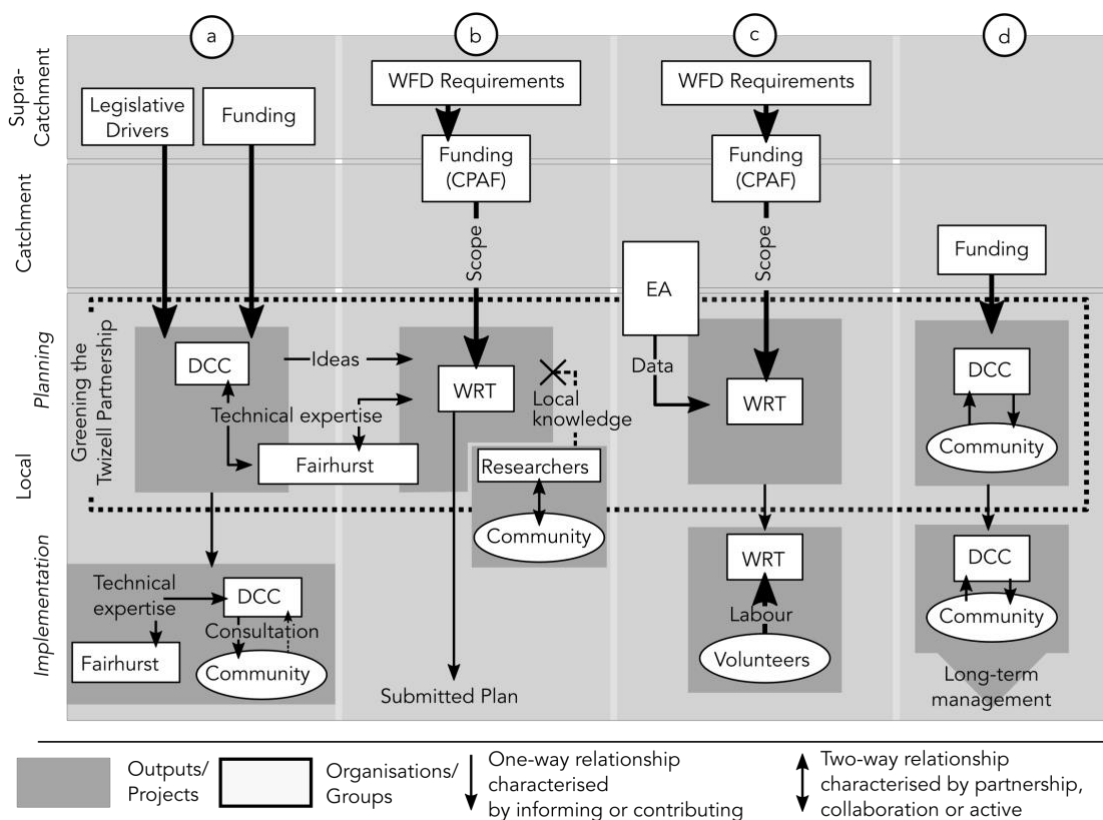 a
b
c
d
Supra-
Catchment
Catchment
Local
Planning
Implementation
Greening the
Twizell Partnership
Legislative
Drivers
Funding
DCC
Ideas
Technical expertise
Fairhurst
Technical
expertise
DCC
Consultation
Fairhurst
Community
WFD Requirements
Funding
(CPAF)
Scope
WRT
Local
knowledge
Researchers
Community
Submitted Plan
WFD Requirements
Funding
(CPAF)
Scope
EA
Data
WRT
WRT
Labour
Volunteers
Funding
DCC
Community
DCC
Community
Long-term
management
Outputs/
Projects
Organisations/
Groups
One-way relationship
characterised
by informing or contributing
Two-way relationship
characterised by partnership,
collaboration or active